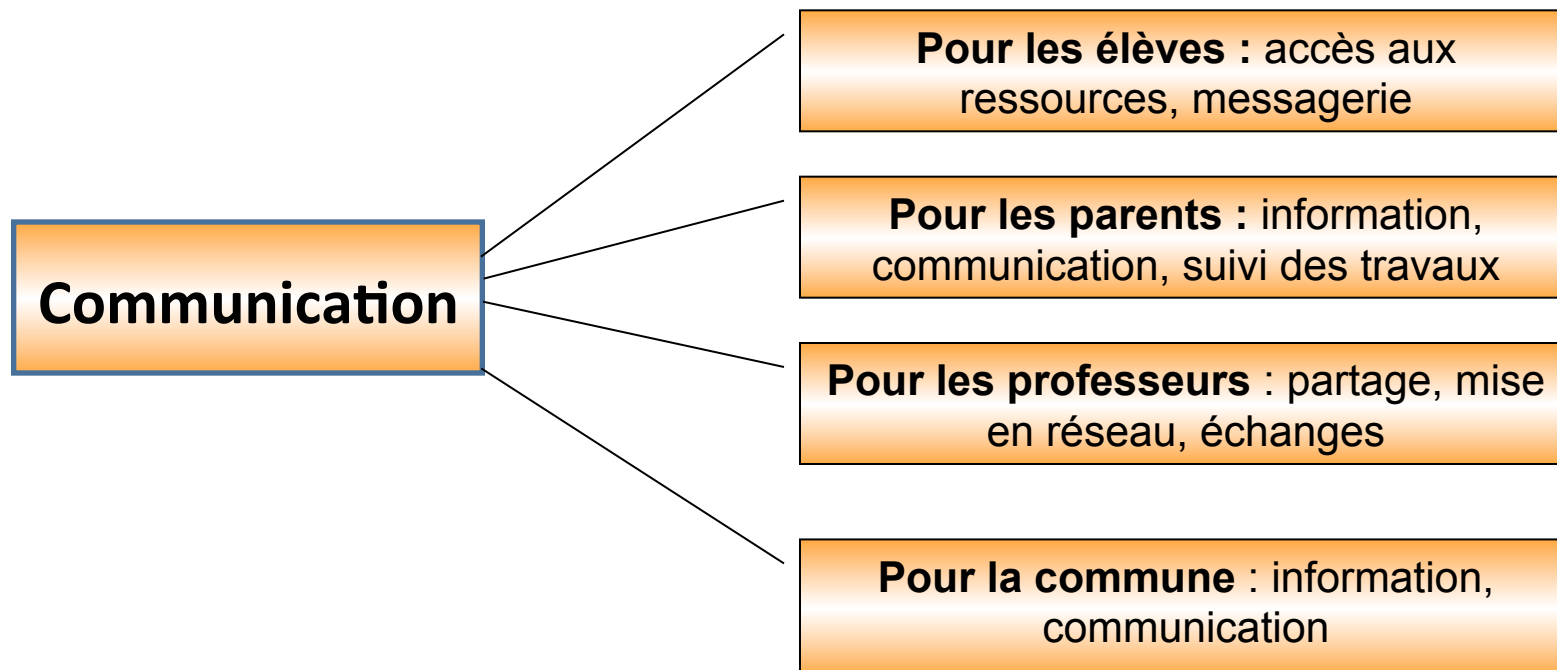 Communication
Pour les élèves : accès aux
ressources, messagerie
Pour les parents : information,
communication, suivi des travaux
Pour les professeurs : partage, mise
en réseau, échanges
Pour la commune : information,
communication